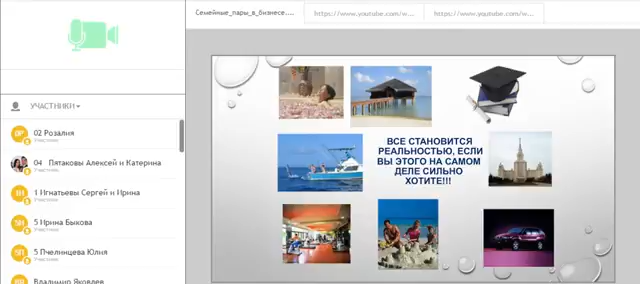 Семейные_пары_в_бизнесе....
https://www.youtube.com/w...
https://www.youtube.com/w...
УЧАСТНИКИ
02 Розалия
Участник
04 Пятаковы Алексей и Катерина
Участник
1 Игнатьевы Сергей и Ирина
Участник
5 Ирина Быкова
Участник
5 Пчелинцева Юлия
Участник
Владимир Яковлев
ВСЕ СТАНОВИТСЯ
РЕАЛЬНОСТЬЮ, ЕСЛИ
ВЫ ЭТОГО НА САМОМ
ДЕЛЕ СИЛЬНО
ХОТИТЕ!!!